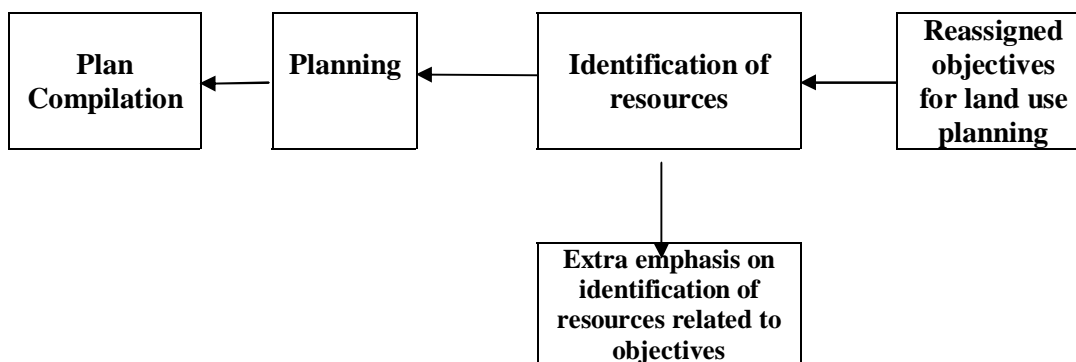 Plan
Compilation
Planning
Identification of
resources
Reassigned
objectives
for land use
planning
Extra emphasis on
identification of
resources related to
objectives